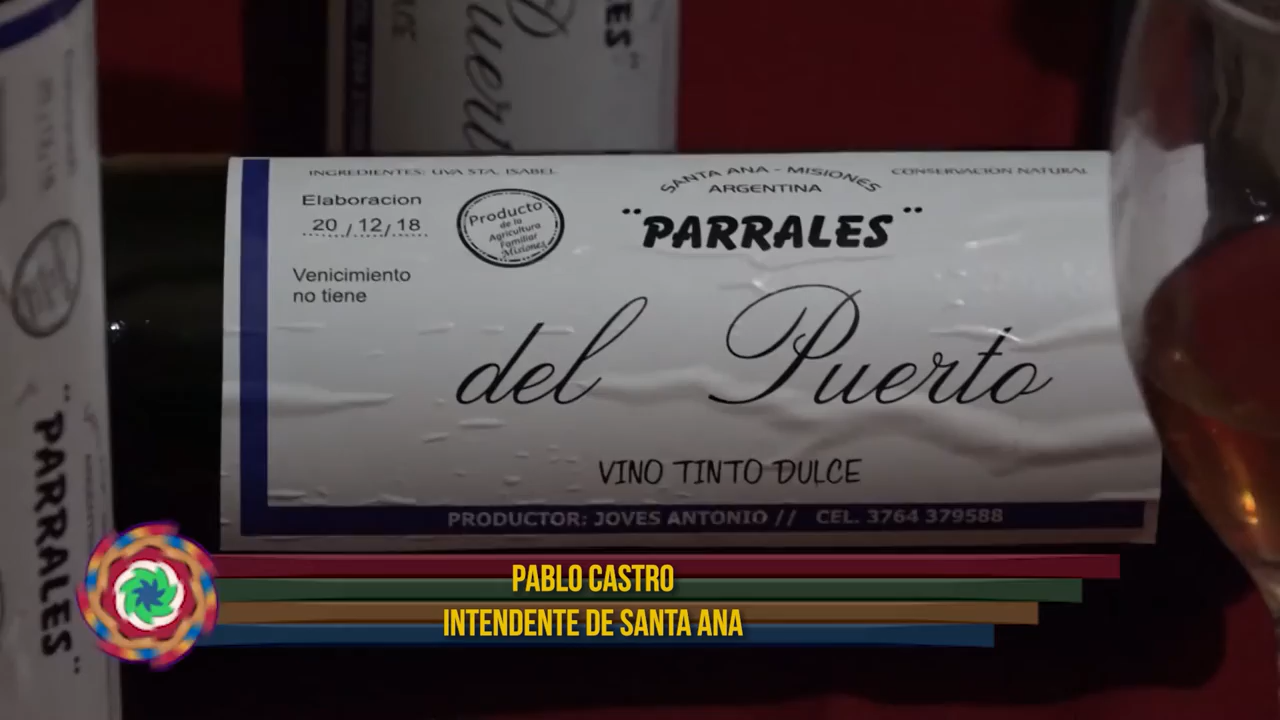 INGREDIENTES: UVA STA. ISABEL
Elaboracion
20 / 12 / 18
Venicimiento
no tiene
Producto
de la
Agricultura
Familiar
Misiones
SANTA ANA - MISIONES
ARGENTINA
CONSERVACION NATURAL
"PARRALES"
del Puerto
VINO TINTO DULCE
PRODUCTOR: JOVES ANTONIO // CEL. 3764 379588
"PARRALES"
PABLO CASTRO
INTENDENTE DE SANTA ANA